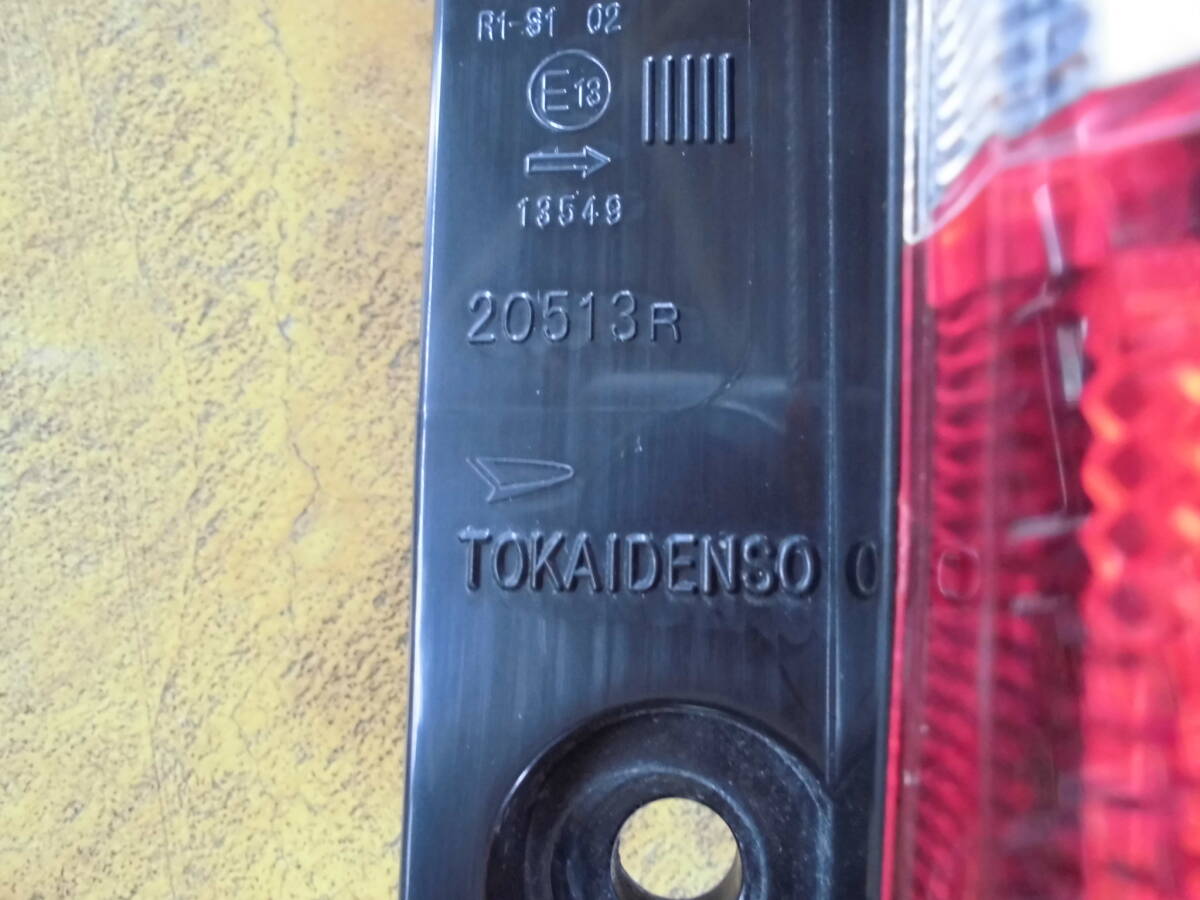 R1-S1 02
E13
13549
20513R
TOKAIDENSO